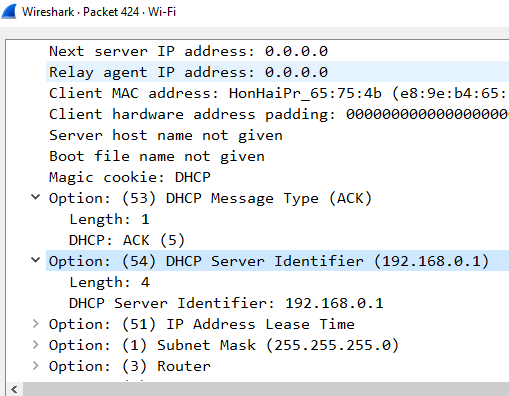 Wireshark · Packet 424 · Wi-Fi
Next server IP address: 0.0.0.0
Relay agent IP address: 0.0.0.0
Client MAC address: HonHaiPr_65:75:4b (e8:9e:b4:65:
Client hardware address padding: 00000000000000000000
Server host name not given
Boot file name not given
Magic cookie: DHCP
Option: (53) DHCP Message Type (ACK)
Length: 1
DHCP: ACK (5)
Option: (54) DHCP Server Identifier (192.168.0.1)
Length: 4
DHCP Server Identifier: 192.168.0.1
Option: (51) IP Address Lease Time
Option: (1) Subnet Mask (255.255.255.0)
Option: (3) Router